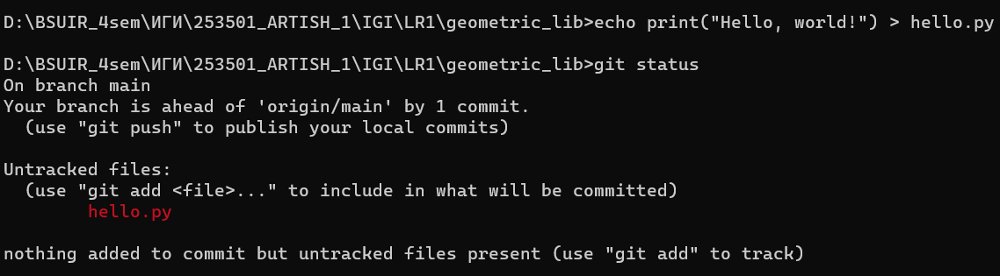 D:\BSUIR_4sem\ИГИ\253501_ARTISH_1\IGI\LR1\geometric_lib>echo print("Hello, world!") > hello.py
D:\BSUIR_4sem\ИГИ\253501_ARTISH_1\IGI\LR1\geometric_lib>git status
On branch main
Your branch is ahead of 'origin/main' by 1 commit.
  (use "git push" to publish your local commits)
Untracked files:
  (use "git add <file>..." to include in what will be committed)
        hello.py
nothing added to commit but untracked files present (use "git add" to track)